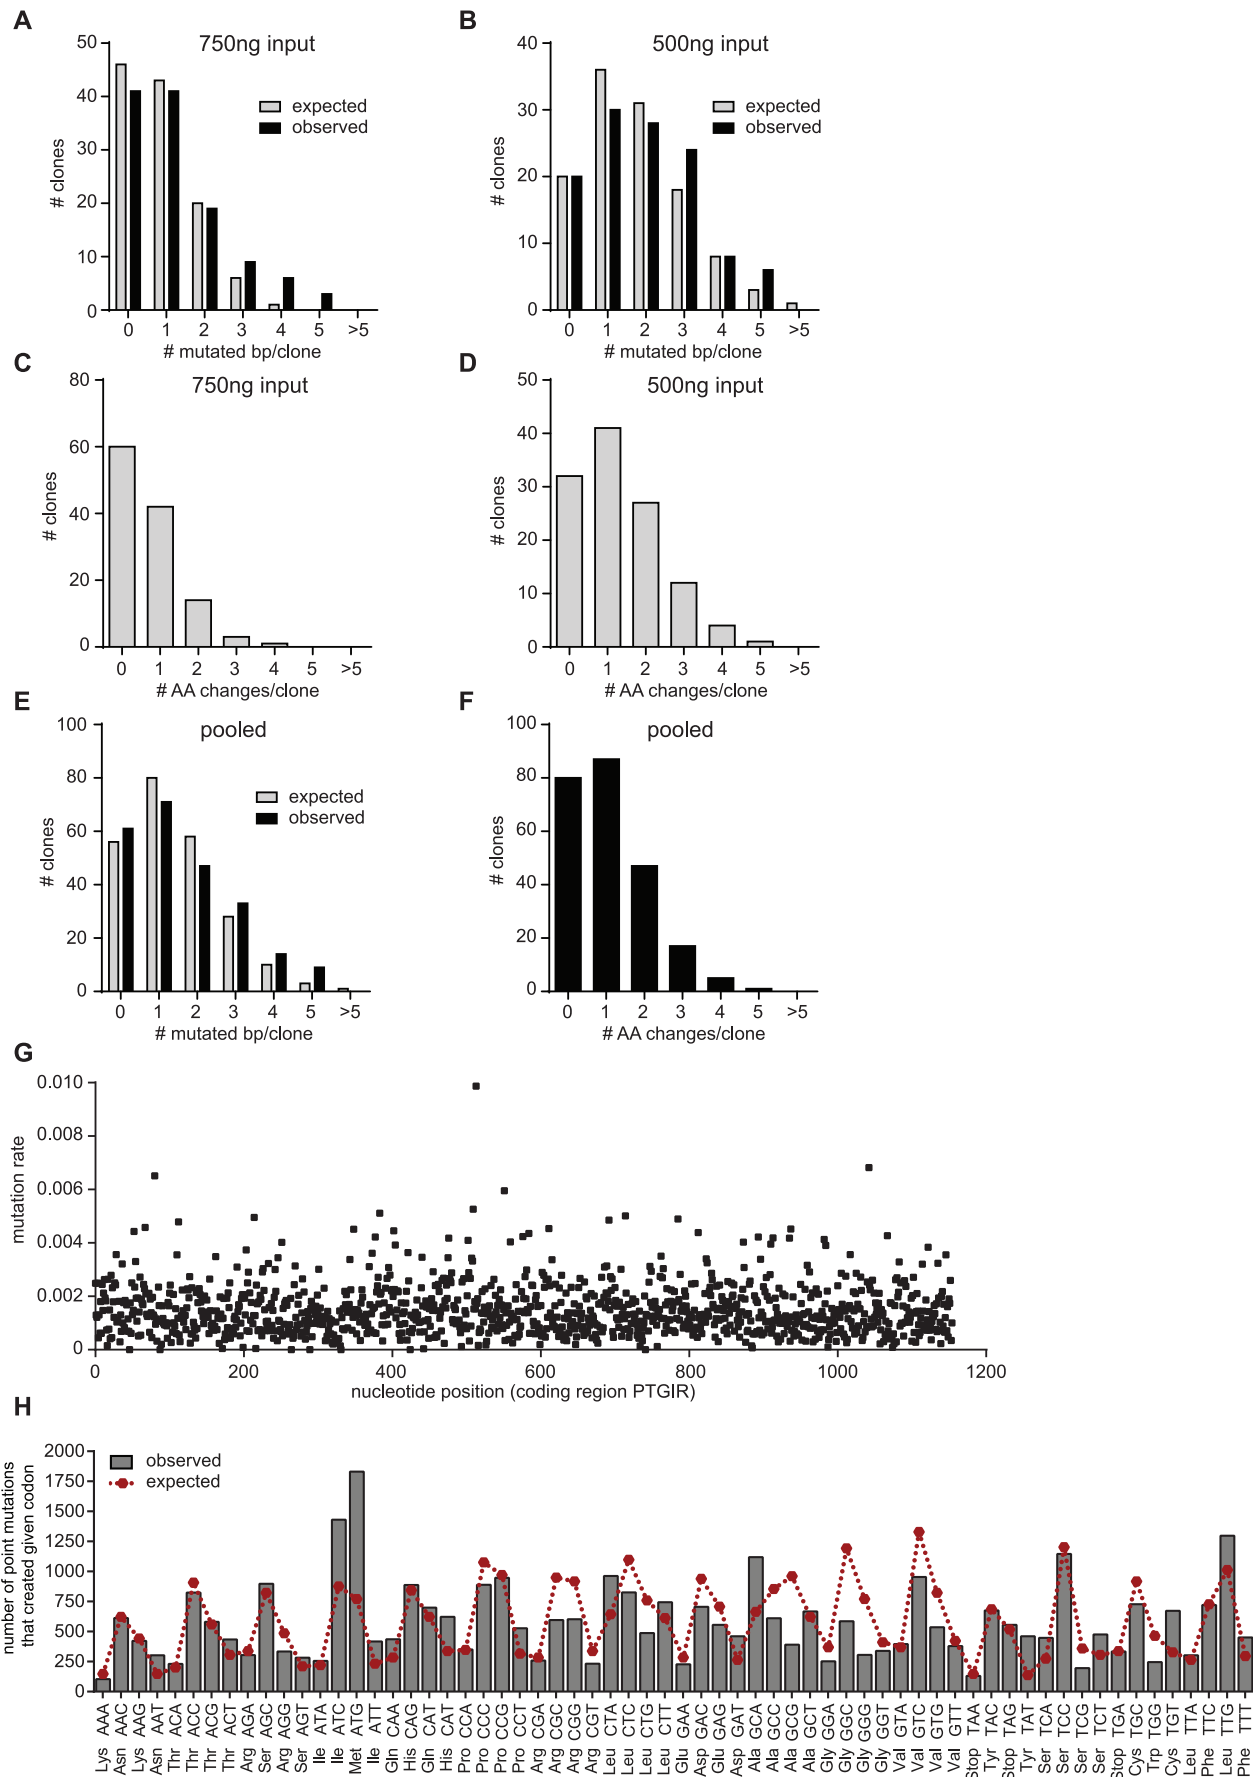 A
750ng input
50
40
30
20
10
0
# clones
expected
observed
0 1 2 3 4 5 >5
# mutated bp/clone
B
500ng input
40
30
20
10
0
# clones
expected
observed
0 1 2 3 4 5 >5
# mutated bp/clone
C
750ng input
80
60
40
20
0
# clones
0 1 2 3 4 5 >5
# AA changes/clone
D
500ng input
50
40
30
20
10
0
# clones
0 1 2 3 4 5 >5
# AA changes/clone
E
pooled
100
80
60
40
20
0
# clones
expected
observed
0 1 2 3 4 5 >5
# mutated bp/clone
F
pooled
100
80
60
40
20
0
# clones
0 1 2 3 4 5 >5
# AA changes/clone
G
0.010
0.008
0.006
0.004
0.002
0
mutation rate
0 200 400 600 800 1000 1200
nucleotide position (coding region PTGIR)
H
number of point mutations
that created given codon
2000
1750
1500
1250
1000
750
500
250
0
observed
expected
Lys AAA
Asn AAC
Lys AAG
Asn AAT
Thr ACA
Thr ACC
Thr ACG
Thr ACT
Arg AGA
Ser AGC
Arg AGG
Ser AGT
Ile ATA
Ile ATC
Met ATG
Ile ATT
Gln CAA
His CAG
Gln CAT
His CAT
Pro CCA
Pro CCC
Pro CCG
Pro CCT
Arg CGA
Arg CGC
Arg CGG
Arg CGT
Leu CTA
Leu CTC
Leu CTG
Leu CTT
Glu GAA
Asp GAC
Glu GAG
Asp GAT
Ala GCA
Ala GCC
Ala GCG
Ala GCT
Gly GGA
Gly GGC
Gly GGG
Gly GGT
Val GTA
Val GTC
Val GTG
Val GTT
Stop TAA
Tyr TAC
Stop TAG
Tyr TAT
Ser TCA
Ser TCC
Ser TCG
Ser TCT
Stop TGA
Cys TGC
Trp TGG
Cys TGT
Leu TTA
Phe TTC
Leu TTG
Phe TTT